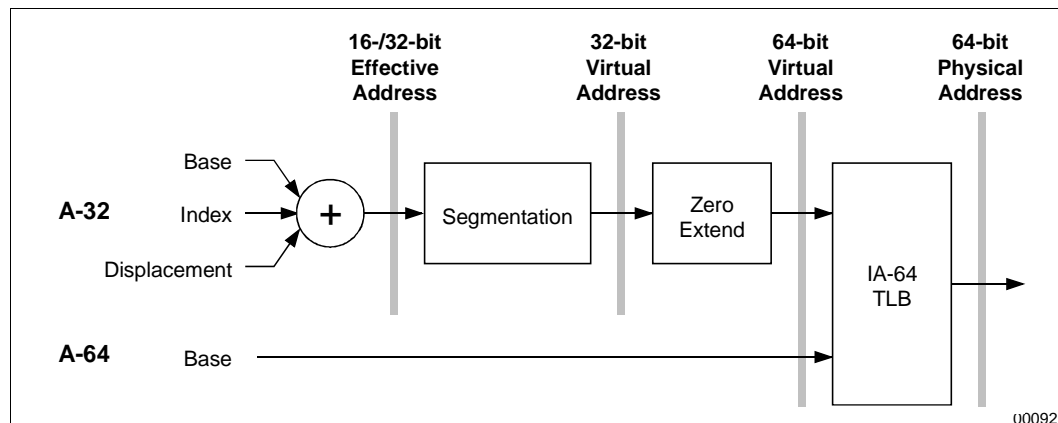 16-/32-bit
Effective
Address
32-bit
Virtual
Address
64-bit
Virtual
Address
64-bit
Physical
Address
Base
A-32
Index
+
Segmentation
Zero
Extend
Displacement
IA-64
TLB
A-64
Base
00092